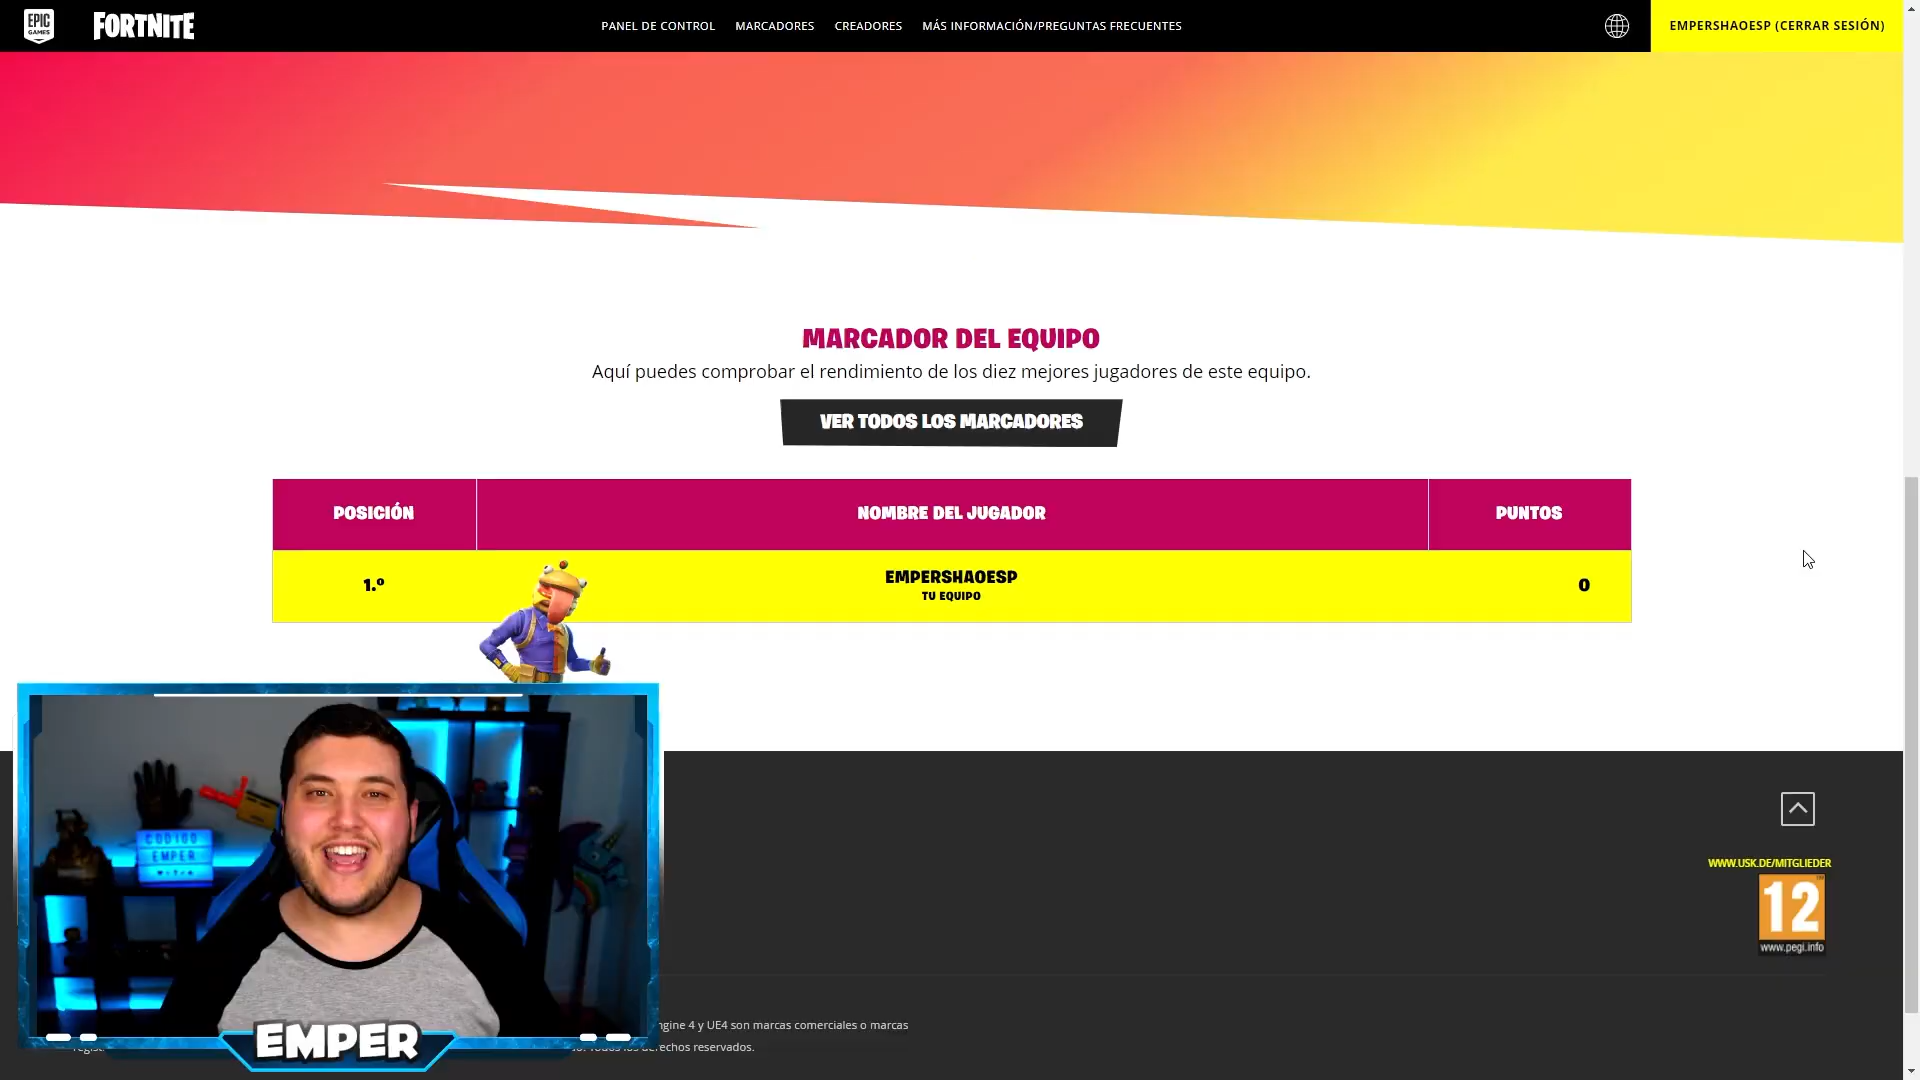 EPIC
GAMES
FORTNITE
PANEL DE CONTROL
MARCADORES
CREADORES
MÁS INFORMACIÓN/PREGUNTAS FRECUENTES
EMPERSHAOESP (CERRAR SESIÓN)
MARCADOR DEL EQUIPO
Aquí puedes comprobar el rendimiento de los diez mejores jugadores de este equipo.
VER TODOS LOS MARCADORES
POSICIÓN
NOMBRE DEL JUGADOR
PUNTOS
1.º
EMPERSHAOESP
TU EQUIPO
0
CODIGO
EMPER
WWW.USK.DE/MITGLIEDER
12
www.pegi.info
ngine 4 y UE4 son marcas comerciales o marcas
derechos reservados.
EMPER